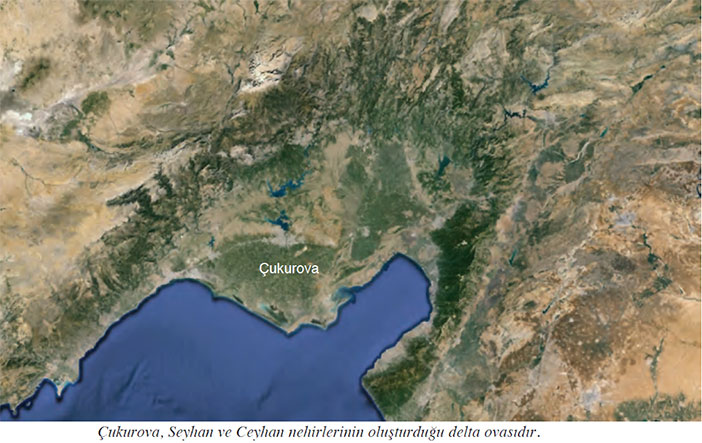 Çukurova
Çukurova, Seyhan ve Ceyhan nehirlerinin oluşturduğu delta ovasıdır.